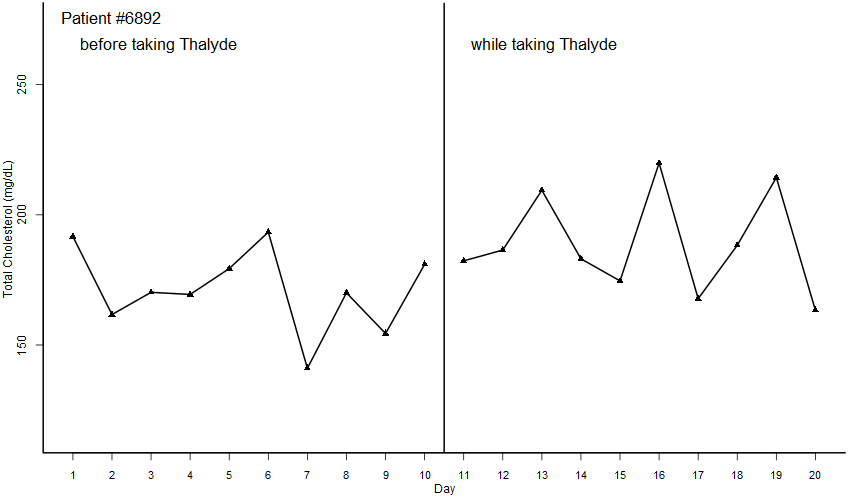 Patient #6892
before taking Thalyde
while taking Thalyde
Total Cholesterol (mg/dL)
250
200
150
1 2 3 4 5 6 7 8 9 10 11 12 13 14 15 16 17 18 19 20
Day